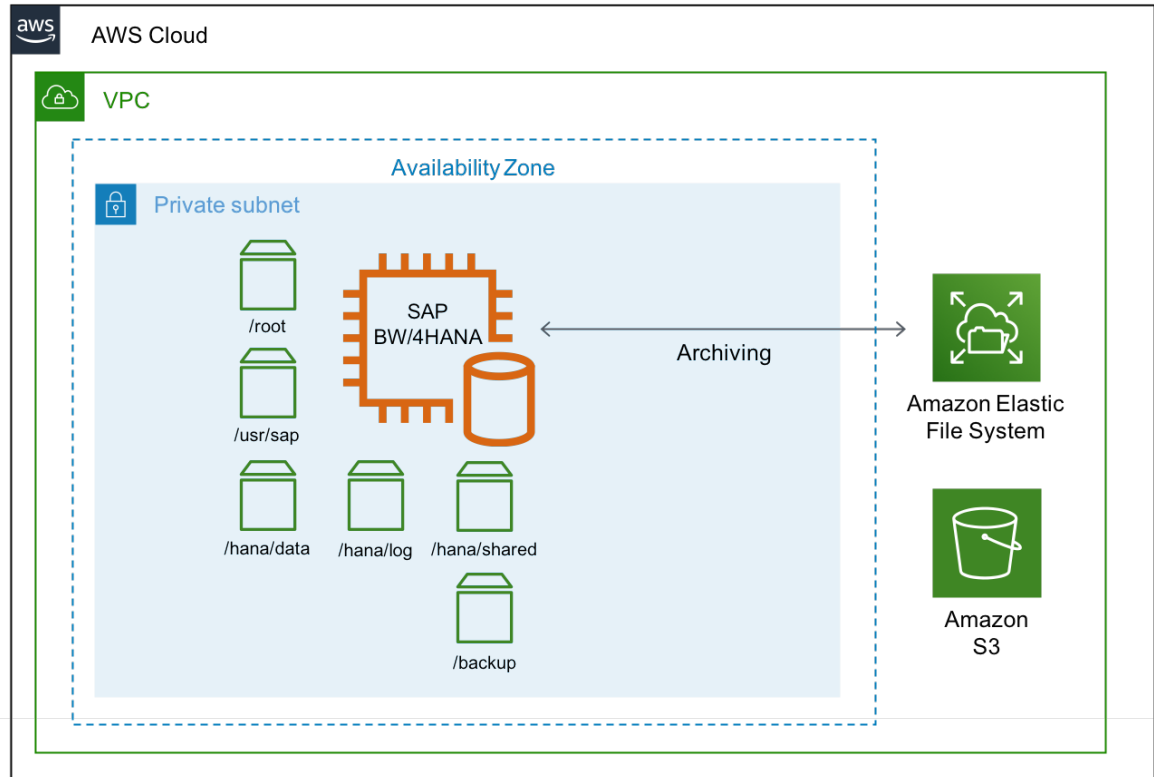 aws
AWS Cloud
VPC
Availability Zone
Private subnet
/root
SAP
BW/4HANA
Archiving
/usr/sap
Amazon Elastic
File System
/hana/data
/hana/log
/hana/shared
/backup
Amazon
S3